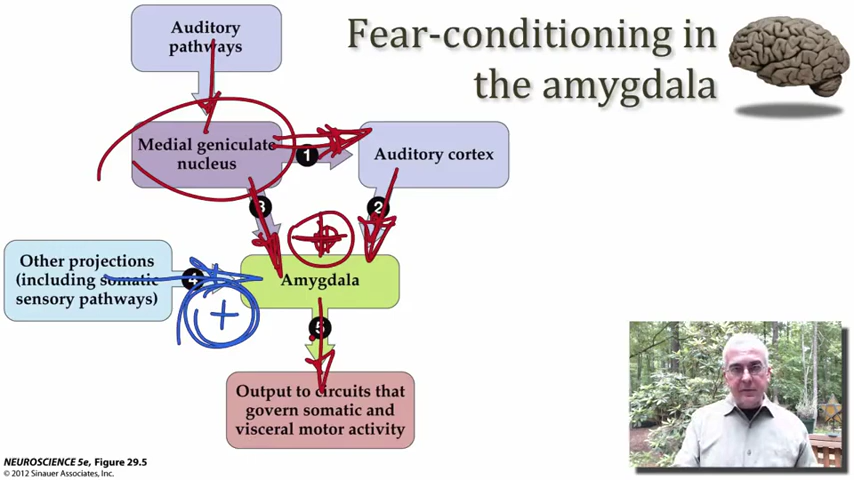 Auditory
pathways
Fear-conditioning in
the amygdala
Medial geniculate
nucleus
1
Auditory cortex
3
2
Other projections
(including somatic
sensory pathways)
4
Amygdala
+
+
5
Output to circuits that
govern somatic and
visceral motor activity
NEUROSCIENCE 5e, Figure 29.5
© 2012 Sinauer Associates, Inc.